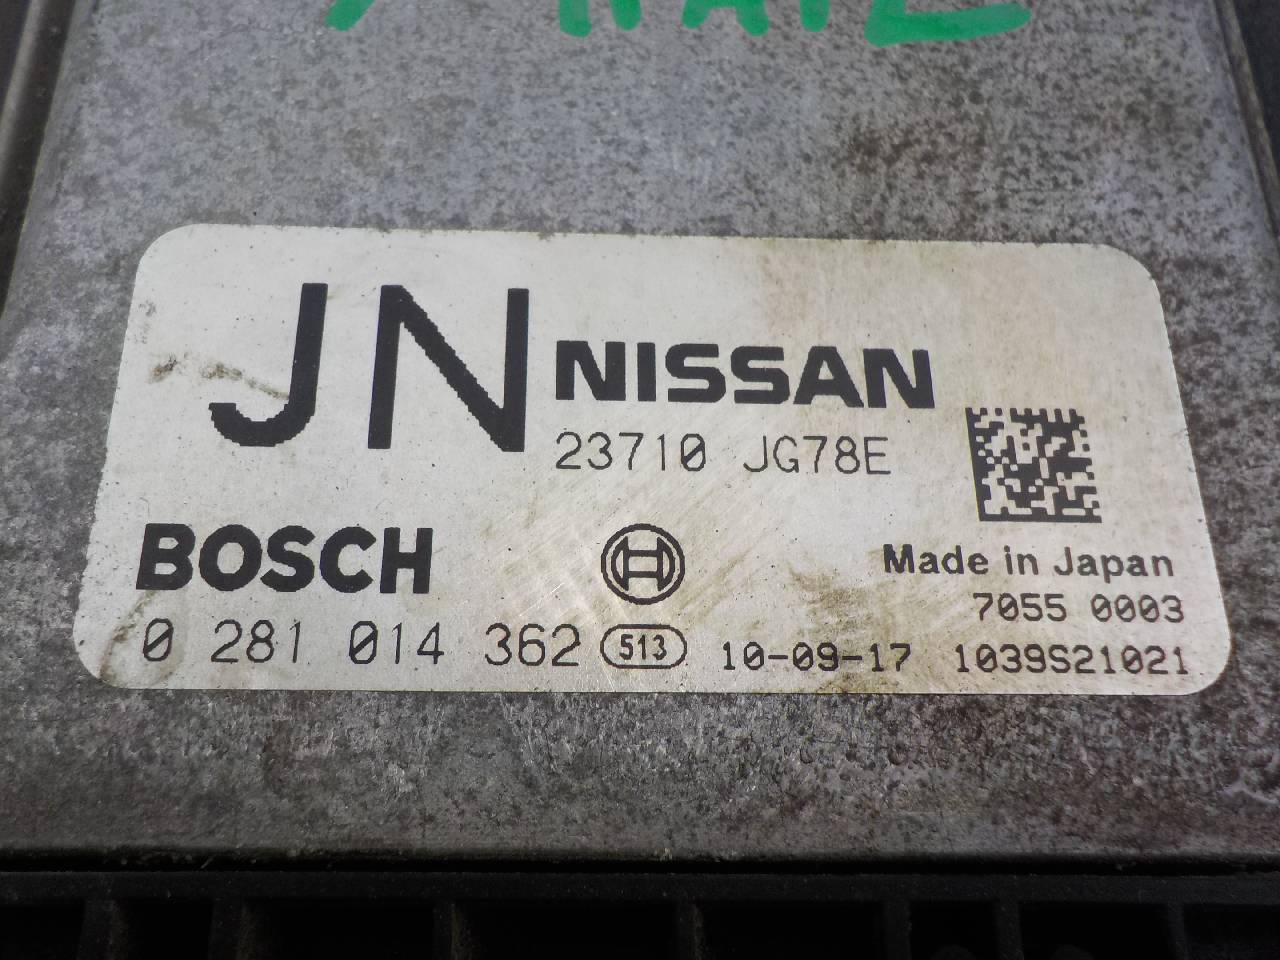 JN NISSAN
23710 JG78E
BOSCH
Made in Japan
7055 0003
0 281 014 362 513 10-09-17 1039S21021